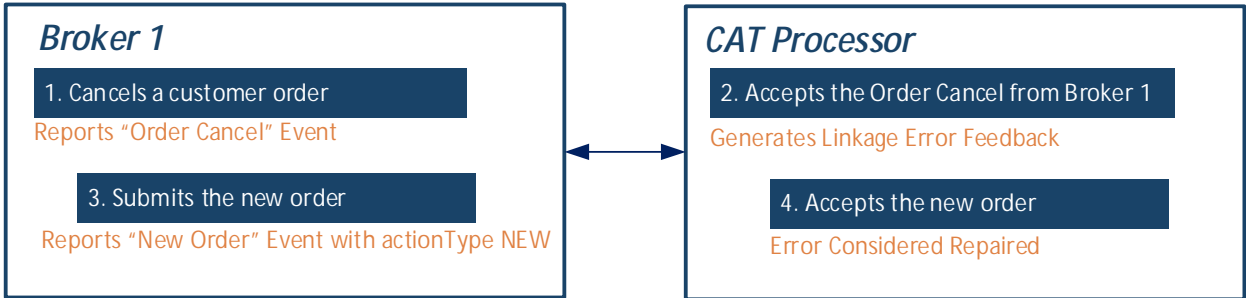 Broker 1
1. Cancels a customer order
Reports “Order Cancel” Event
3. Submits the new order
Reports “New Order” Event with actionType NEW
CAT Processor
2. Accepts the Order Cancel from Broker 1
Generates Linkage Error Feedback
4. Accepts the new order
Error Considered Repaired